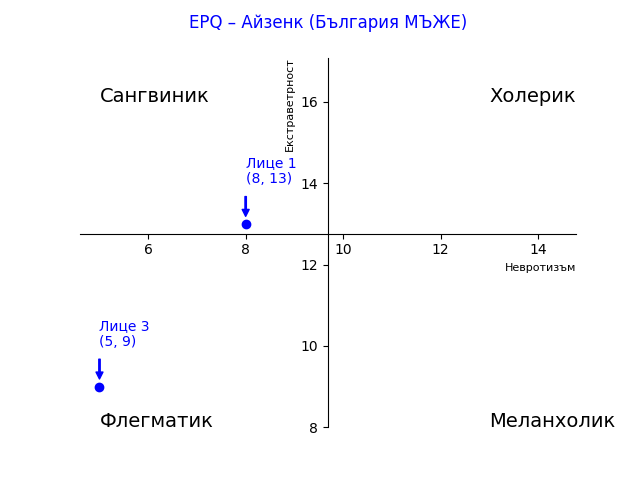 EPQ – Айзенк (България МЪЖЕ)
Екстраветрност
Сангвиник
Холерик
16
Лице 1
(8, 13)
14
6
8
10
12
14
12
Невротизъм
Лице 3
(5, 9)
10
Флегматик
Меланхолик
8